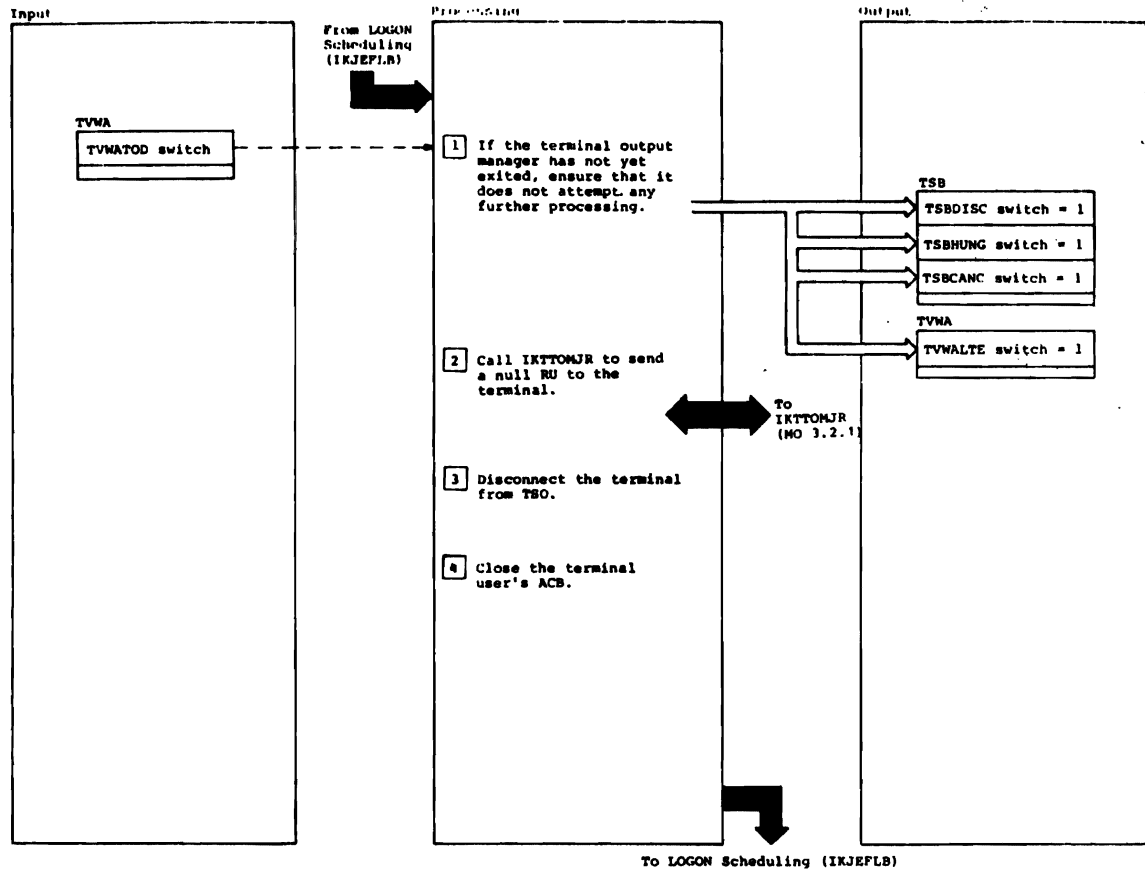 Input
Processing
Output
From LOGON
Scheduling
(IKJEFLB)
TVWA
TVWATOD switch
1 If the terminal output
manager has not yet
exited, ensure that it
does not attempt any
further processing.
TSB
TSBDISC switch = 1
TSBHUNG switch = 1
TSBCANC switch = 1
TVWA
TVWALTE switch = 1
2 Call IKTTOMJR to send
a null RU to the
terminal.
To
IKTTOMJR
(MO 3.2.1)
3 Disconnect the terminal
from TSO.
4 Close the terminal
user's ACB.
To LOGON Scheduling (IKJEFLB)